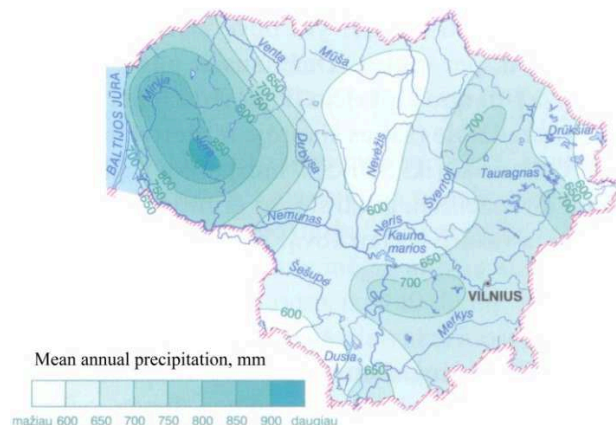 Venta
Mūša
650
700
750
800
Minija
BALTIJOS JŪRA
850
Jūra
Dubysa
Nevėžis
700
Drūkšiai
Tauragnas
Šventoji
800
750
650
600
Nemunas
Neris
Kauno
marios
650
Šešupė
700
VILNIUS
600
Merkys
Dusia
650
Mean annual precipitation, mm
mažiau 600 650 700 750 800 850 900 daugiau